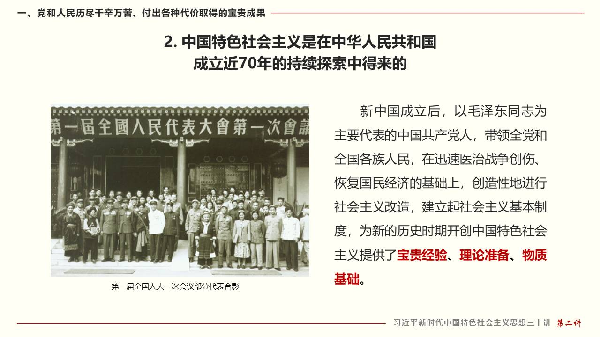 一、党和人民历尽千辛万苦、付出各种代价取得的宝贵成果
2. 中国特色社会主义是在中华人民共和国
成立近70年的持续探索中得来的
第一届全國人民代表大會第一次會議
新中国成立后，以毛泽东同志为
主要代表的中国共产党人，带领全党和
全国各族人民，在迅速医治战争创伤、
恢复国民经济的基础上，创造性地进行
社会主义改造，建立起社会主义基本制
度，为新的历史时期开创中国特色社会
主义提供了宝贵经验、理论准备、物质
基础。
第一届全国人大一次会议部分代表合影
习近平新时代中国特色社会主义思想三十讲 第二讲